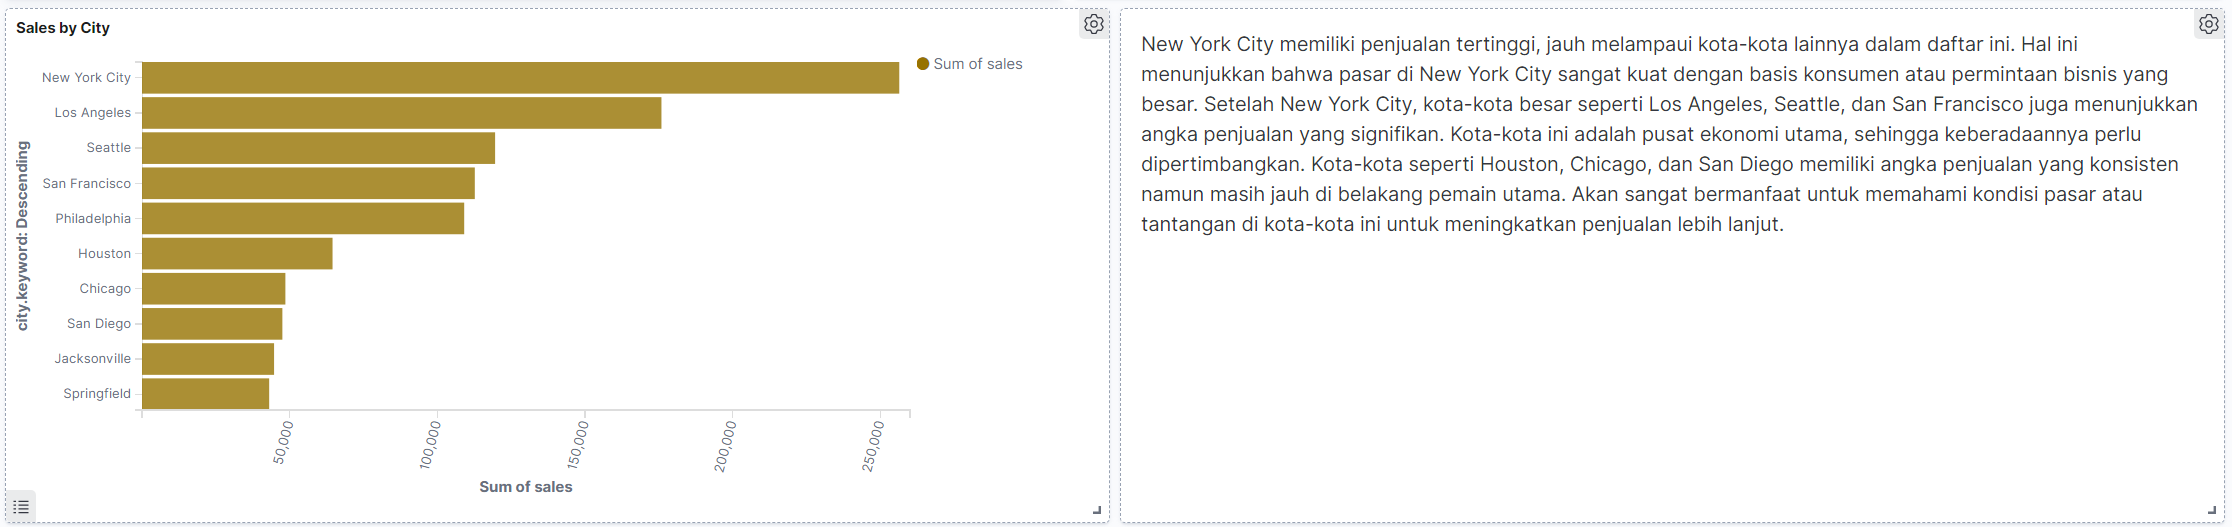 Sales by City
Sum of sales
city.keyword: Descending
New York City
Los Angeles
Seattle
San Francisco
Philadelphia
Houston
Chicago
San Diego
Jacksonville
Springfield
50,000
100,000
150,000
200,000
250,000
Sum of sales
New York City memiliki penjualan tertinggi, jauh melampaui kota-kota lainnya dalam daftar ini. Hal ini
menunjukkan bahwa pasar di New York City sangat kuat dengan basis konsumen atau permintaan bisnis yang
besar. Setelah New York City, kota-kota besar seperti Los Angeles, Seattle, dan San Francisco juga menunjukkan
angka penjualan yang signifikan. Kota-kota ini adalah pusat ekonomi utama, sehingga keberadaannya perlu
dipertimbangkan. Kota-kota seperti Houston, Chicago, dan San Diego memiliki angka penjualan yang konsisten
namun masih jauh di belakang pemain utama. Akan sangat bermanfaat untuk memahami kondisi pasar atau
tantangan di kota-kota ini untuk meningkatkan penjualan lebih lanjut.